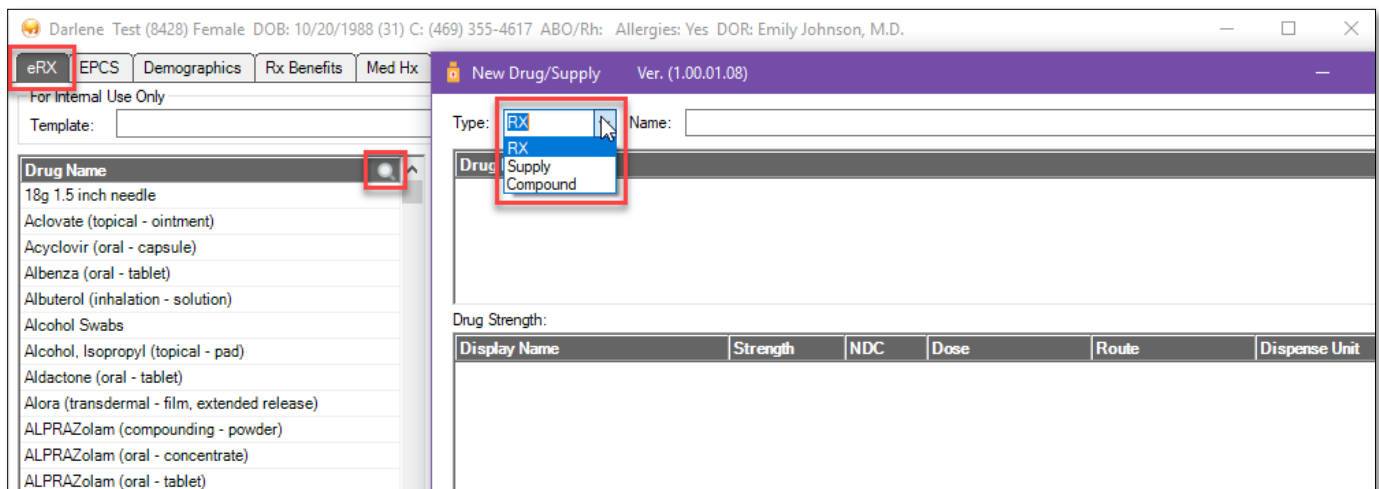 Darlene Test (8428) Female DOB: 10/20/1988 (31) C: (469) 355-4617 ABO/Rh: Allergies: Yes DOR: Emily Johnson, M.D.
eRX EPCS Demographics Rx Benefits Med Hx
For Internal Use Only
Template:
Drug Name
18g 1.5 inch needle
Aclovate (topical - ointment)
Acyclovir (oral - capsule)
Albenza (oral - tablet)
Albuterol (inhalation - solution)
Alcohol Swabs
Alcohol, Isopropyl (topical - pad)
Aldactone (oral - tablet)
Alora (transdermal - film, extended release)
ALPRAZolam (compounding - powder)
ALPRAZolam (oral - concentrate)
ALPRAZolam (oral - tablet)
New Drug/Supply Ver. (1.00.01.08)
Type: RX Name:
RX
Supply
Compound
Drug
Drug Strength:
Display Name Strength NDC Dose Route Dispense Unit